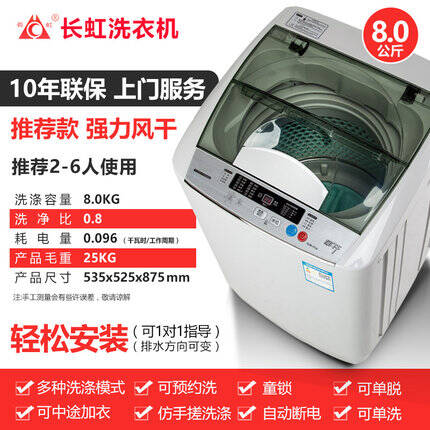 长虹洗衣机
8.0
公斤
10年联保 上门服务
推荐款 强力风干
推荐2-6人使用
洗涤容量 8.0KG
洗净比 0.8
耗电量 0.096 (千瓦时/工作周期)
产品毛重 25KG
产品尺寸 535x525x875mm
注:手工测量会有些许误差,敬请谅解
轻松安装 (可1对1指导)
(排水方向可变)
多种洗涤模式 可预约洗 童锁 可单脱
可中途加衣 仿手搓洗涤 自动断电 可单洗